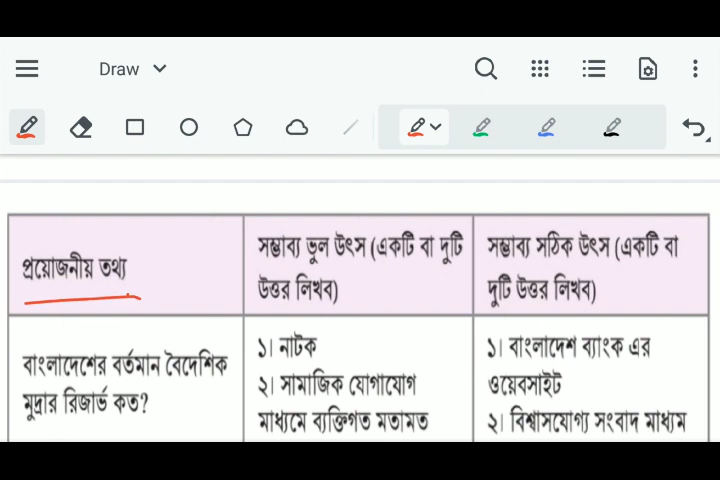 Draw
প্রয়োজনীয় তথ্য
সম্ভাব্য ভুল উৎস (একটি বা দুটি
উত্তর লিখব)
সম্ভাব্য সঠিক উৎস (একটি বা
দুটি উত্তর লিখব)
বাংলাদেশের বর্তমান বৈদেশিক
মুদ্রার রিজার্ভ কত?
১। নাটক
২। সামাজিক যোগাযোগ
মাধ্যমে ব্যক্তিগত মতামত
১। বাংলাদেশ ব্যাংক এর
ওয়েবসাইট
২। বিশ্বাসযোগ্য সংবাদ মাধ্যম